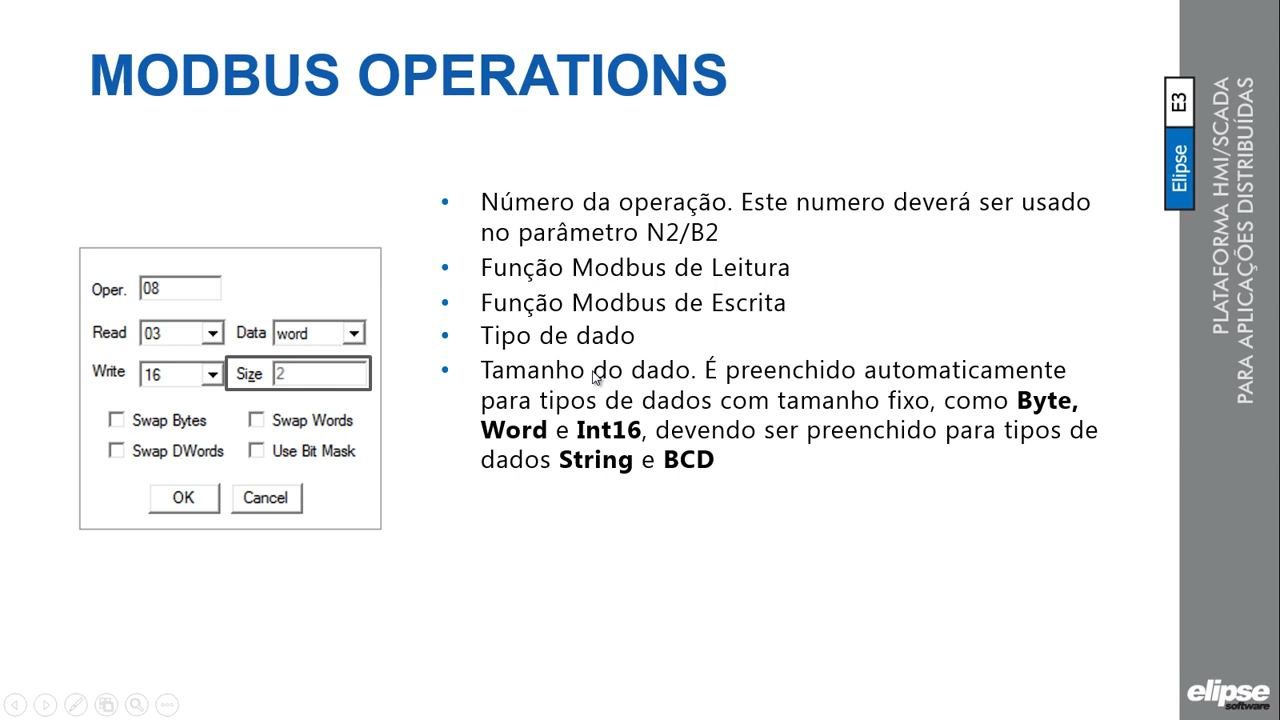 MODBUS OPERATIONS
Número da operação. Este numero deverá ser usado
no parâmetro N2/B2
Função Modbus de Leitura
Função Modbus de Escrita
Tipo de dado
Tamanho do dado. É preenchido automaticamente
para tipos de dados com tamanho fixo, como Byte,
Word e Int16, devendo ser preenchido para tipos de
dados String e BCD
Oper. 08
Read 03 Data word
Write 16 Size 2
Swap Bytes Swap Words
Swap DWords Use Bit Mask
OK Cancel
Elipse E3
PLATAFORMA HMI/SCADA
PARA APLICAÇÕES DISTRIBUÍDAS
elipse
software